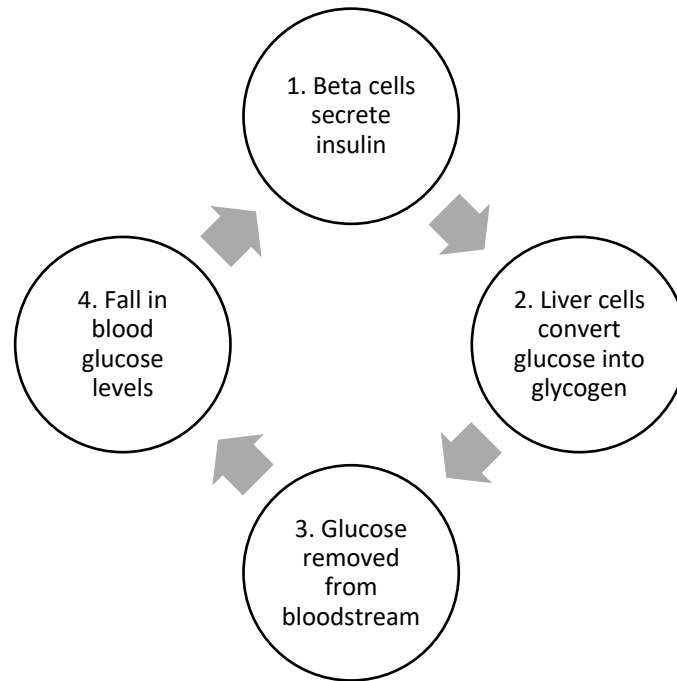 1. Beta cells
secrete
insulin
2. Liver cells
convert
glucose into
glycogen
3. Glucose
removed
from
bloodstream
4. Fall in
blood
glucose
levels